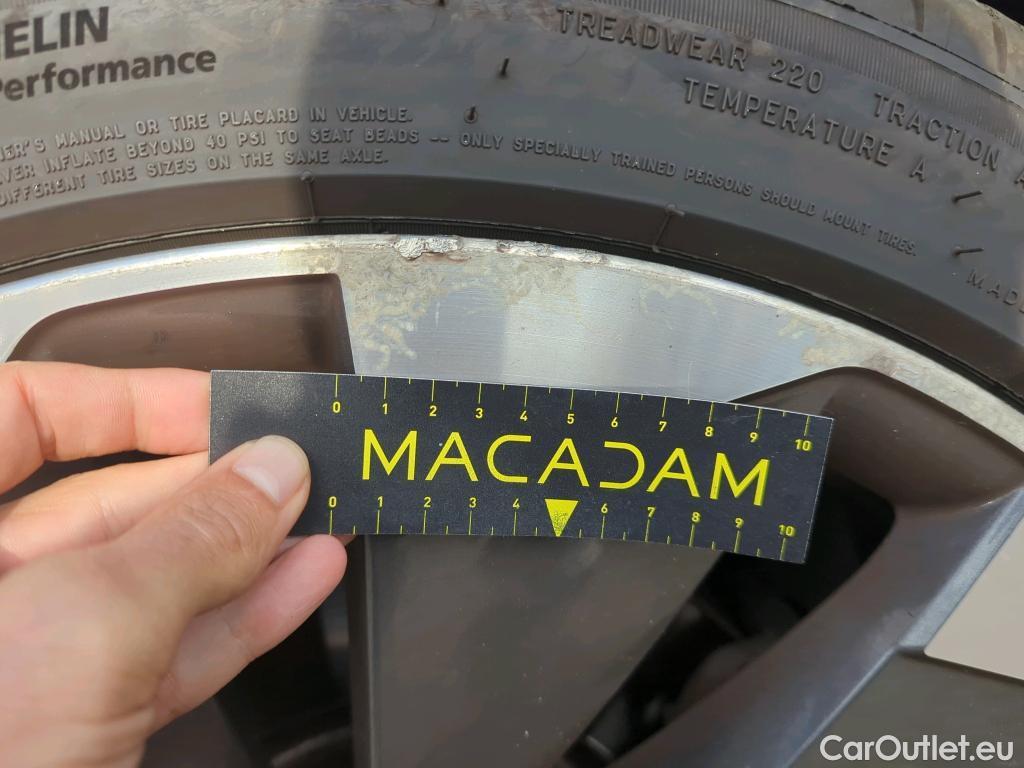 ELIN
Performance
TREADWEAR 220 TRACTION A
TEMPERATURE A
MANUAL OR TIRE PLACARD IN VEHICLE.
INFLATE BEYOND 40 PSI TO SEAT BEADS -- ONLY SPECIALLY TRAINED PERSONS SHOULD MOUNT TIRES.
DIFFERENT TIRE SIZES ON THE SAME AXLE.
MAD
0 1 2 3 4 5 6 7 8 9 10
MACADAM
0 1 2 3 4 6 7 8 9 10
CarOutlet.eu